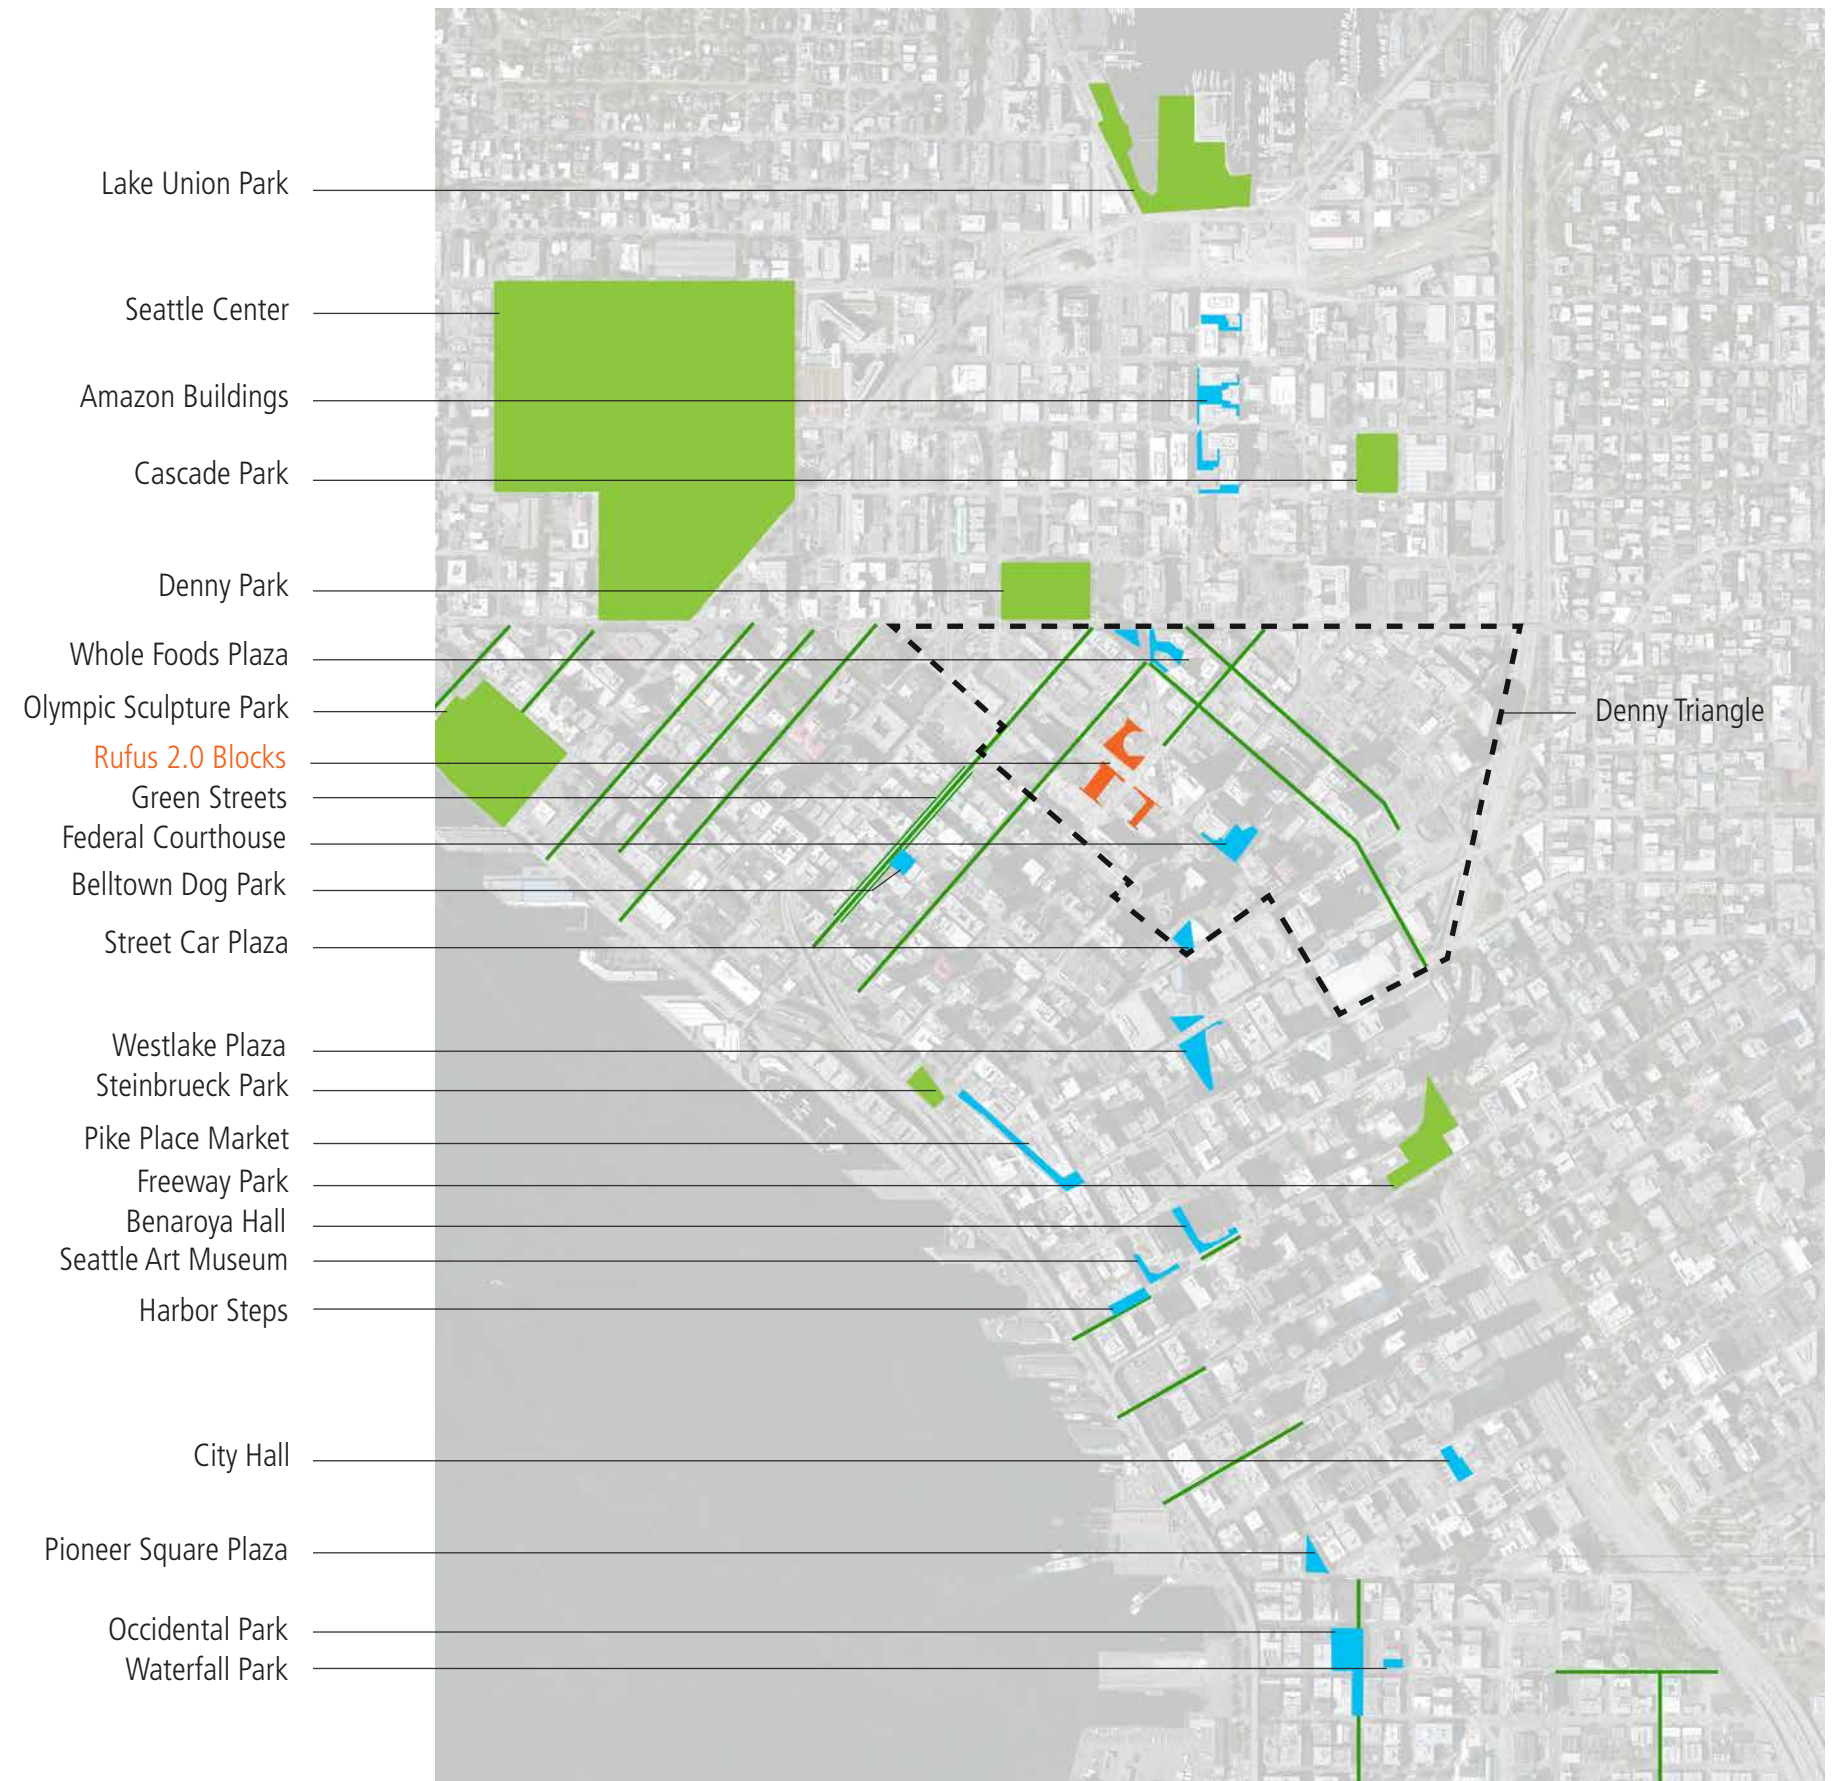 Lake Union Park
Seattle Center
Amazon Buildings
Cascade Park
Denny Park
Whole Foods Plaza
Olympic Sculpture Park
Denny Triangle
Rufus 2.0 Blocks
Green Streets
Federal Courthouse
Belltown Dog Park
Street Car Plaza
Westlake Plaza
Steinbrueck Park
Pike Place Market
Freeway Park
Benaroya Hall
Seattle Art Museum
Harbor Steps
City Hall
Pioneer Square Plaza
Occidental Park
Waterfall Park